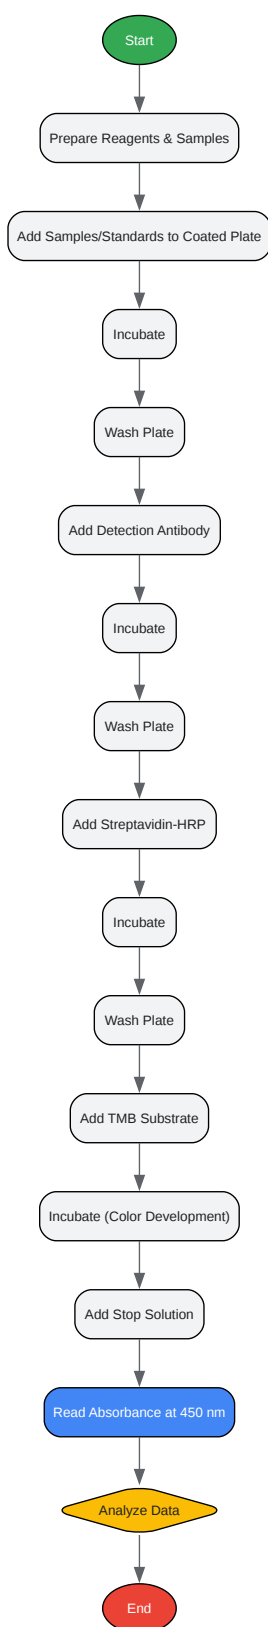 Start
Prepare Reagents & Samples
Add Samples/Standards to Coated Plate
Incubate
Wash Plate
Add Detection Antibody
Incubate
Wash Plate
Add Streptavidin-HRP
Incubate
Wash Plate
Add TMB Substrate
Incubate (Color Development)
Add Stop Solution
Read Absorbance at 450 nm
Analyze Data
End